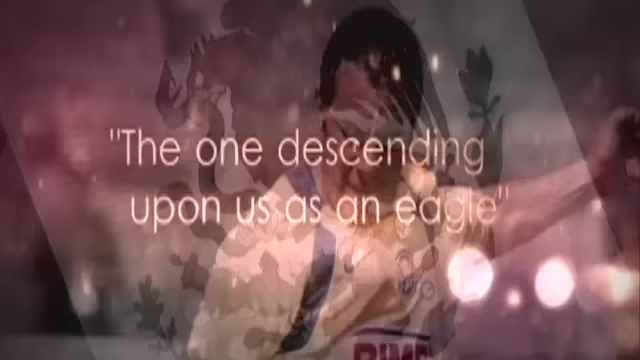 "The one descending
upon us as an eagle"